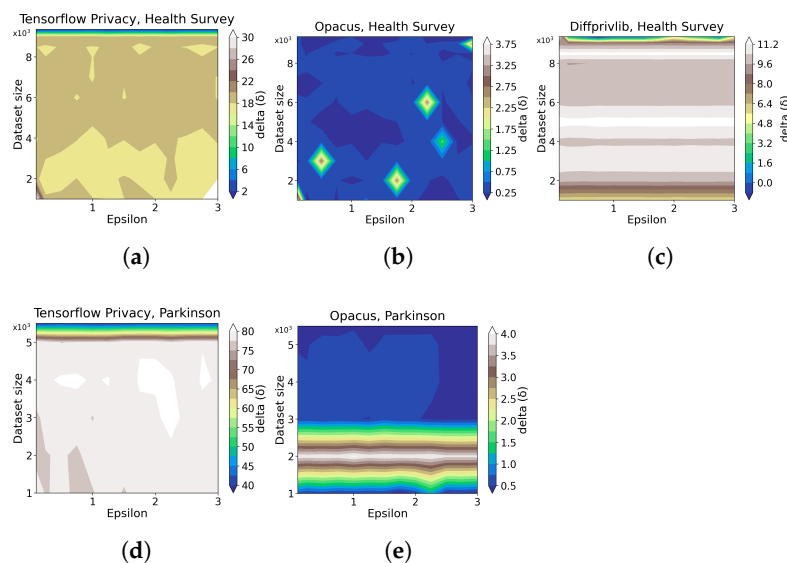 Tensorflow Privacy, Health Survey
x10³
8
6
4
2
Dataset size
1 2 3
Epsilon
30
26
22
18
14
10
6
2
delta (δ)
(a)
Opacus, Health Survey
x10³
8
6
4
2
Dataset size
1 2 3
Epsilon
3.75
3.25
2.75
2.25
1.75
1.25
0.75
0.25
delta (δ)
(b)
Diffprivlib, Health Survey
x10³
8
6
4
2
Dataset size
1 2 3
Epsilon
11.2
9.6
8.0
6.4
4.8
3.2
1.6
0.0
delta (δ)
(c)
Tensorflow Privacy, Parkinson
x10³
5
4
3
2
1
Dataset size
1 2 3
Epsilon
80
75
70
65
60
55
50
45
40
delta (δ)
(d)
Opacus, Parkinson
x10³
5
4
3
2
1
Dataset size
1 2 3
Epsilon
4.0
3.5
3.0
2.5
2.0
1.5
1.0
0.5
delta (δ)
(e)